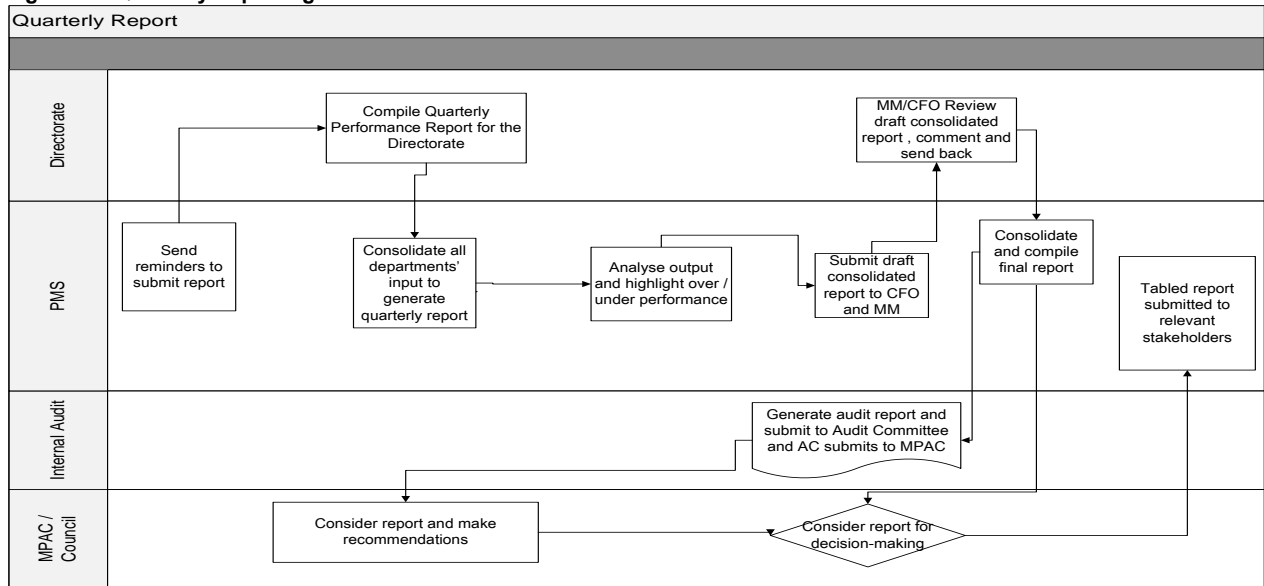 Quarterly Report
Directorate
Compile Quarterly
Performance Report for the
Directorate
MM/CFO Review
draft consolidated
report , comment and
send back
PMS
Send
reminders to
submit report
Consolidate all
departments'
input to
generate
quarterly report
Analyse output
and highlight over /
under performance
Submit draft
consolidated
report to CFO
and MM
Consolidate
and compile
final report
Tabled report
submitted to
relevant
stakeholders
Internal Audit
Generate audit report and
submit to Audit Committee
and AC submits to MPAC
MPAC /
Council
Consider report and make
recommendations
Consider report for
decision-making